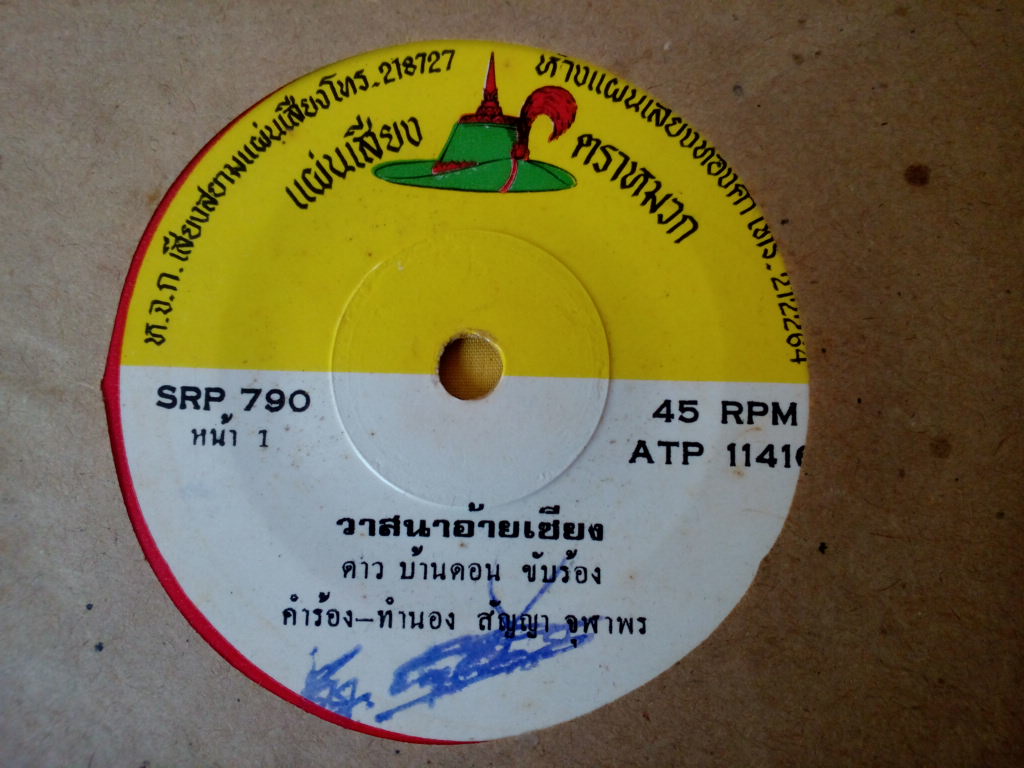 ห.จ.ก. เสียงสยามแผ่นเสียงโทร.218727
ห้างแผ่นเสียงทองคำ โทร. 212264
แผ่นเสียง
ตราหมวก
SRP 790
หน้า 1
45 RPM
ATP 1141
วาสนาอ้ายเซียง
ดาว บ้านดอน ขับร้อง
คำร้อง-ทำนอง สัญญา จุฬาพร